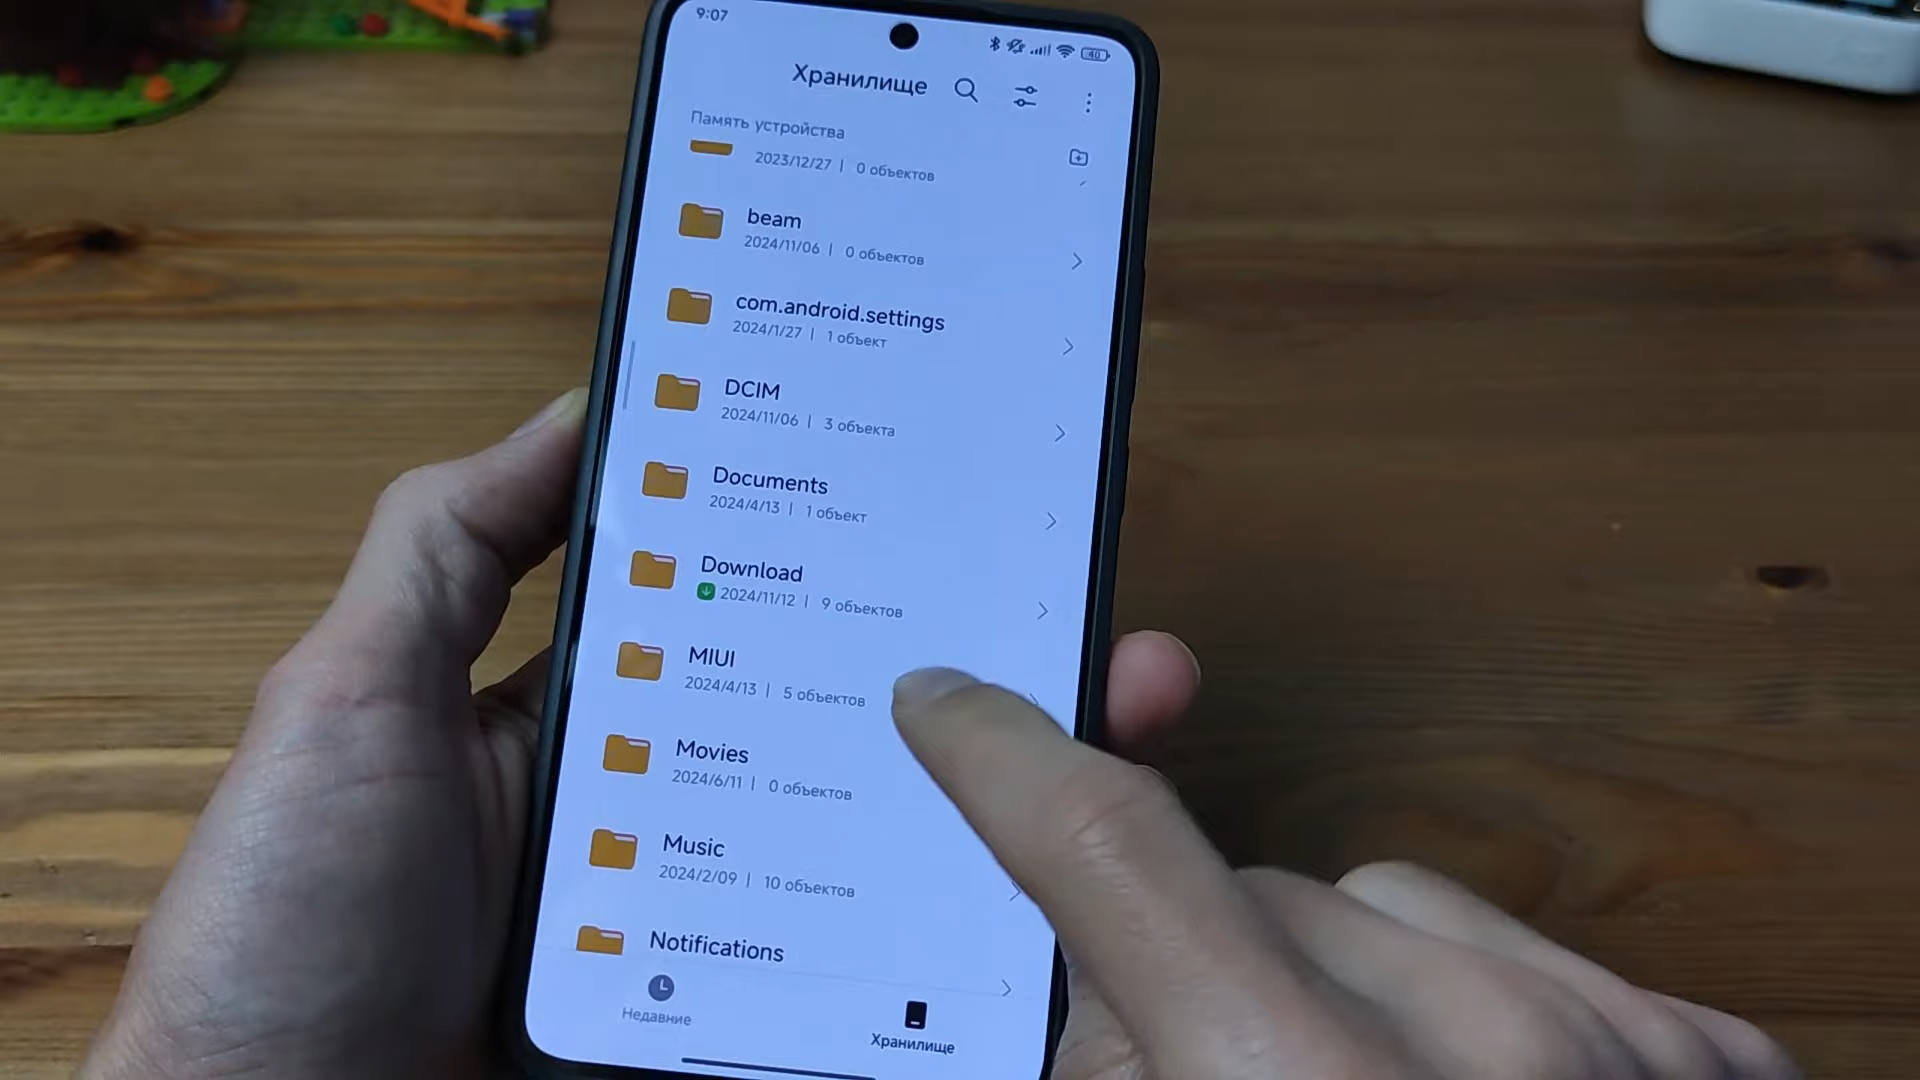 9:07
40
Хранилище
Память устройства
2023/12/27 | 0 объектов
beam
2024/11/06 | 0 объектов
com.android.settings
2024/1/27 | 1 объект
DCIM
2024/11/06 | 3 объекта
Documents
2024/4/13 | 1 объект
Download
2024/11/12 | 9 объектов
MIUI
2024/4/13 | 5 объектов
Movies
2024/6/11 | 0 объектов
Music
2024/2/09 | 10 объектов
Notifications
Недавние
Хранилище